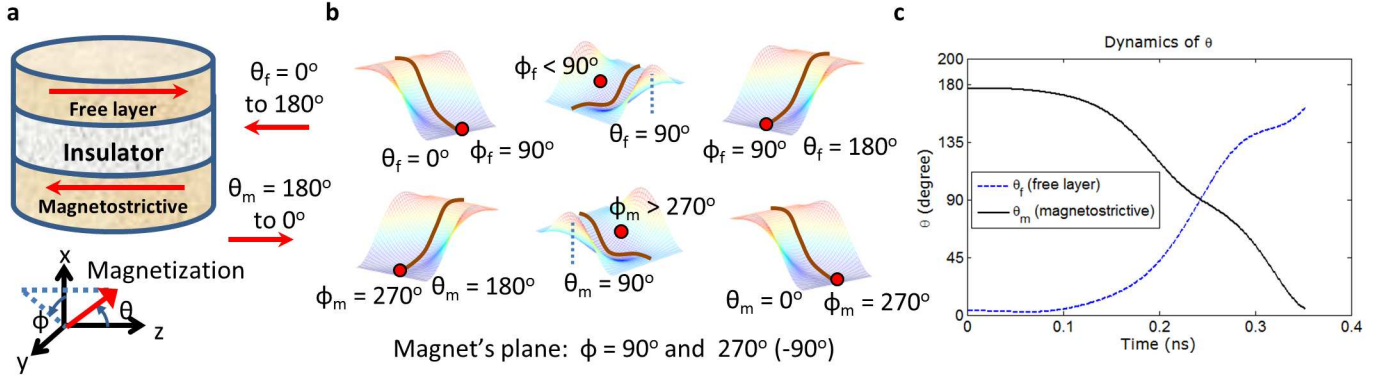 a
Free layer
Insulator
Magnetostrictive
θf = 0°
to 180°
θm = 180°
to 0°
x
Magnetization
ϕ
θ
z
y
b
θf = 0°
ϕf = 90°
ϕf < 90°
θf = 90°
ϕf = 90°
θf = 180°
ϕm = 270°
θm = 180°
ϕm > 270°
θm = 90°
θm = 0°
ϕm = 270°
Magnet's plane: ϕ = 90° and 270° (-90°)
c
Dynamics of θ
200
180
135
90
45
0
θ (degree)
θf (free layer)
θm (magnetostrictive)
0 0.1 0.2 0.3 0.4
Time (ns)